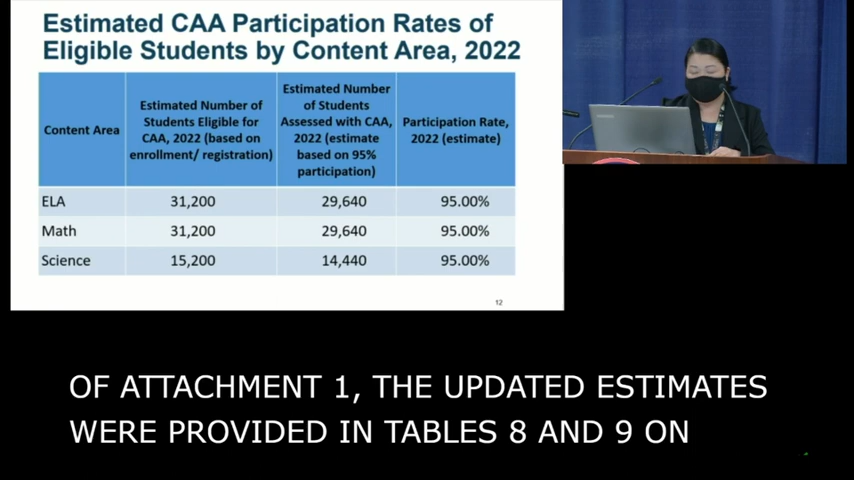 Estimated CAA Participation Rates of
Eligible Students by Content Area, 2022
Content Area
Estimated Number of
Students Eligible for
CAA, 2022 (based on
enrollment/ registration)
Estimated Number
of Students
Assessed with CAA,
2022 (estimate
based on 95%
participation)
Participation Rate,
2022 (estimate)
ELA 31,200 29,640 95.00%
Math 31,200 29,640 95.00%
Science 15,200 14,440 95.00%
12
OF ATTACHMENT 1, THE UPDATED ESTIMATES
WERE PROVIDED IN TABLES 8 AND 9 ON